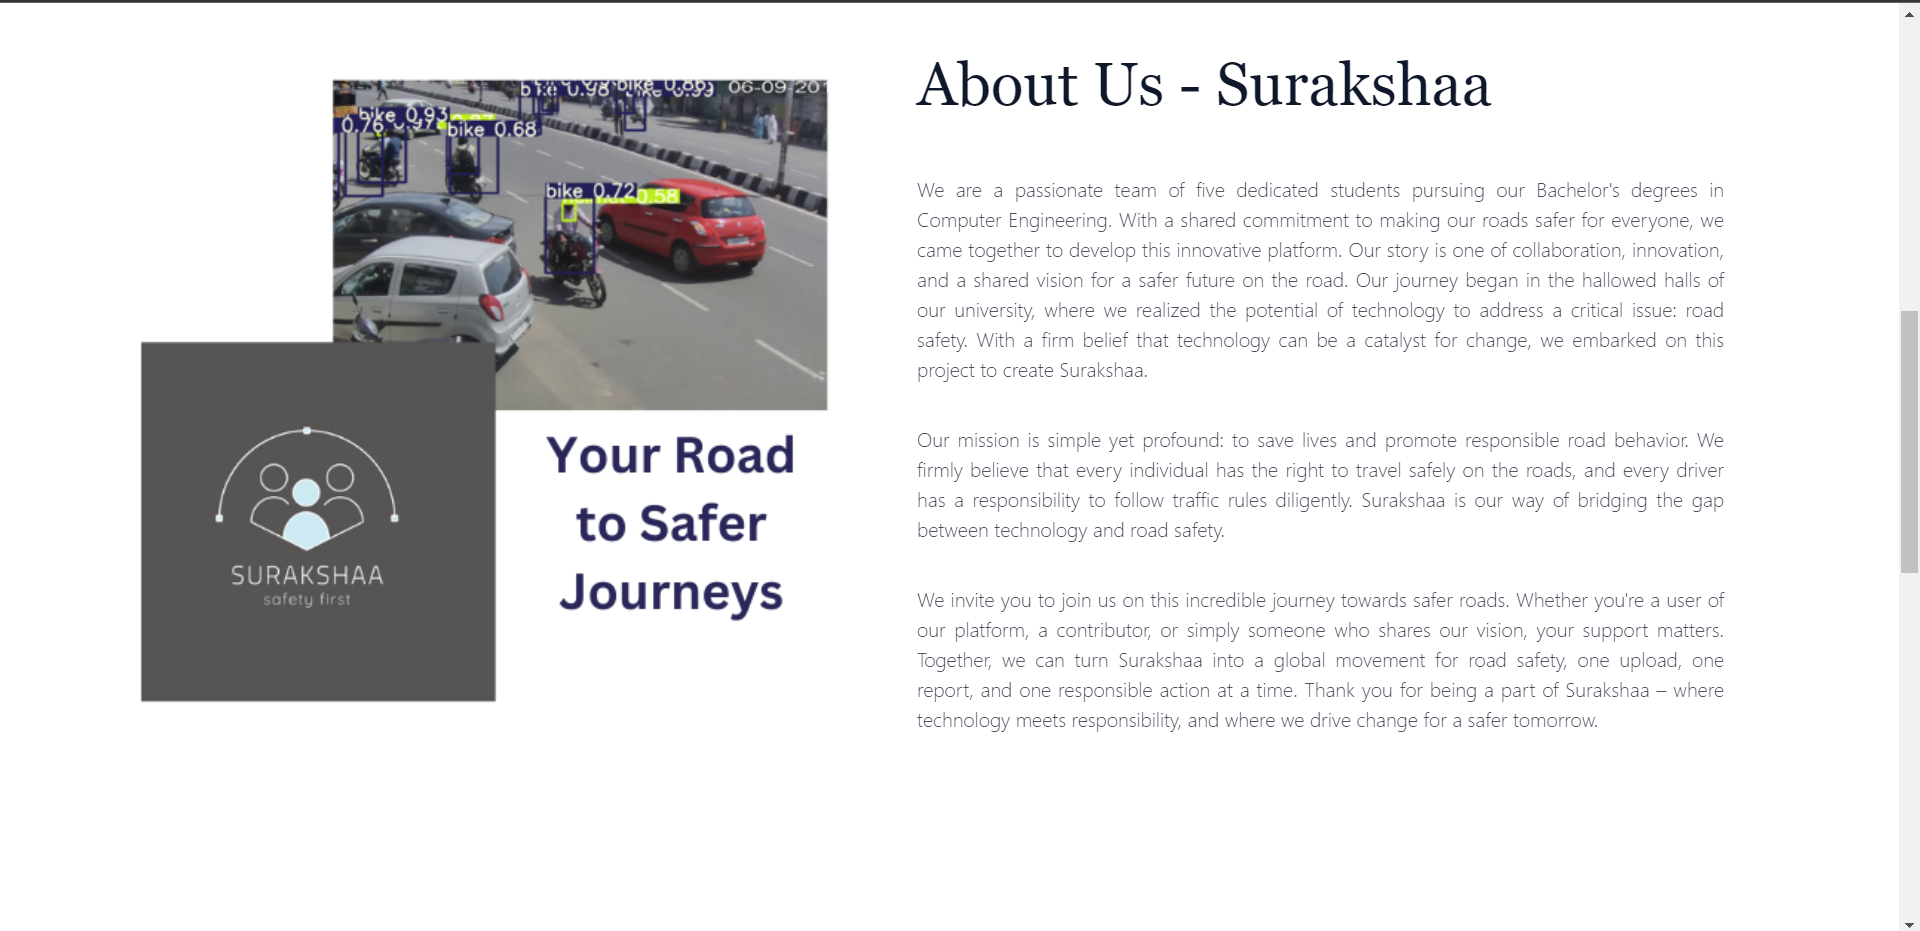 About Us - Surakshaa
bike 0.98 bike 0.86
06-09-20
bike 0.93
0.76
bike 0.68
bike 0.72
0.58
SURAKSHAA
safety first
Your Road
to Safer
Journeys
We are a passionate team of five dedicated students pursuing our Bachelor's degrees in
Computer Engineering. With a shared commitment to making our roads safer for everyone, we
came together to develop this innovative platform. Our story is one of collaboration, innovation,
and a shared vision for a safer future on the road. Our journey began in the hallowed halls of
our university, where we realized the potential of technology to address a critical issue: road
safety. With a firm belief that technology can be a catalyst for change, we embarked on this
project to create Surakshaa.
Our mission is simple yet profound: to save lives and promote responsible road behavior. We
firmly believe that every individual has the right to travel safely on the roads, and every driver
has a responsibility to follow traffic rules diligently. Surakshaa is our way of bridging the gap
between technology and road safety.
We invite you to join us on this incredible journey towards safer roads. Whether you're a user of
our platform, a contributor, or simply someone who shares our vision, your support matters.
Together, we can turn Surakshaa into a global movement for road safety, one upload, one
report, and one responsible action at a time. Thank you for being a part of Surakshaa – where
technology meets responsibility, and where we drive change for a safer tomorrow.